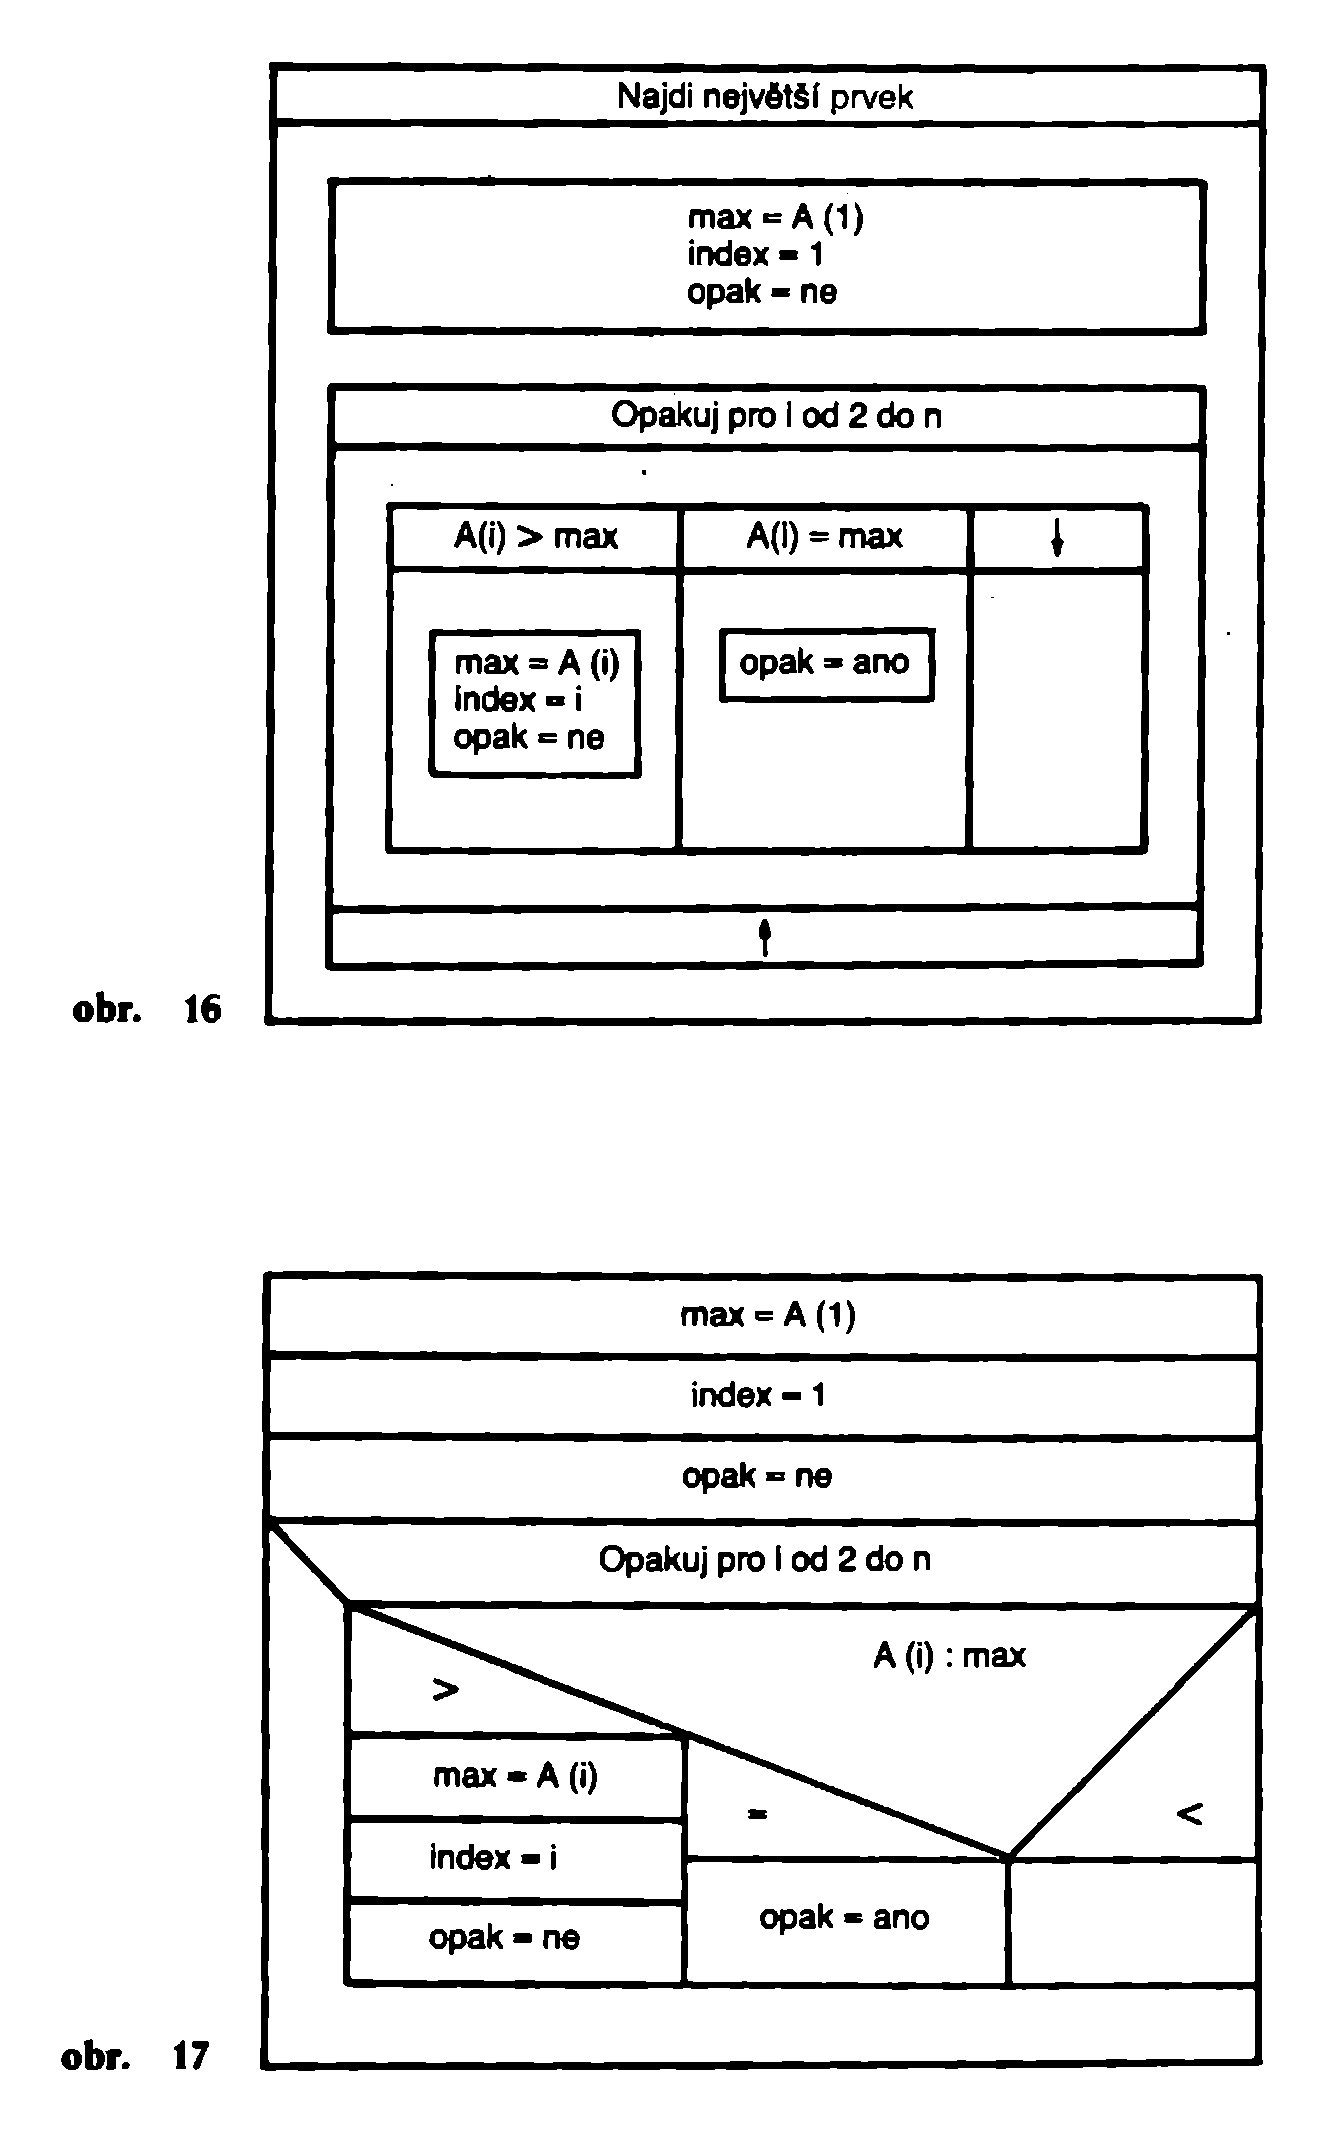 Najdi největší prvek
max = A (1)
index = 1
opak = ne
Opakuj pro I od 2 do n
A(i) > max
A(I) = max
max = A (i)
index = i
opak = ne
opak = ano
obr. 16
max = A (1)
index = 1
opak = ne
Opakuj pro I od 2 do n
A (i) : max
>
max = A (i)
=
<
index = i
opak = ano
opak = ne
obr. 17